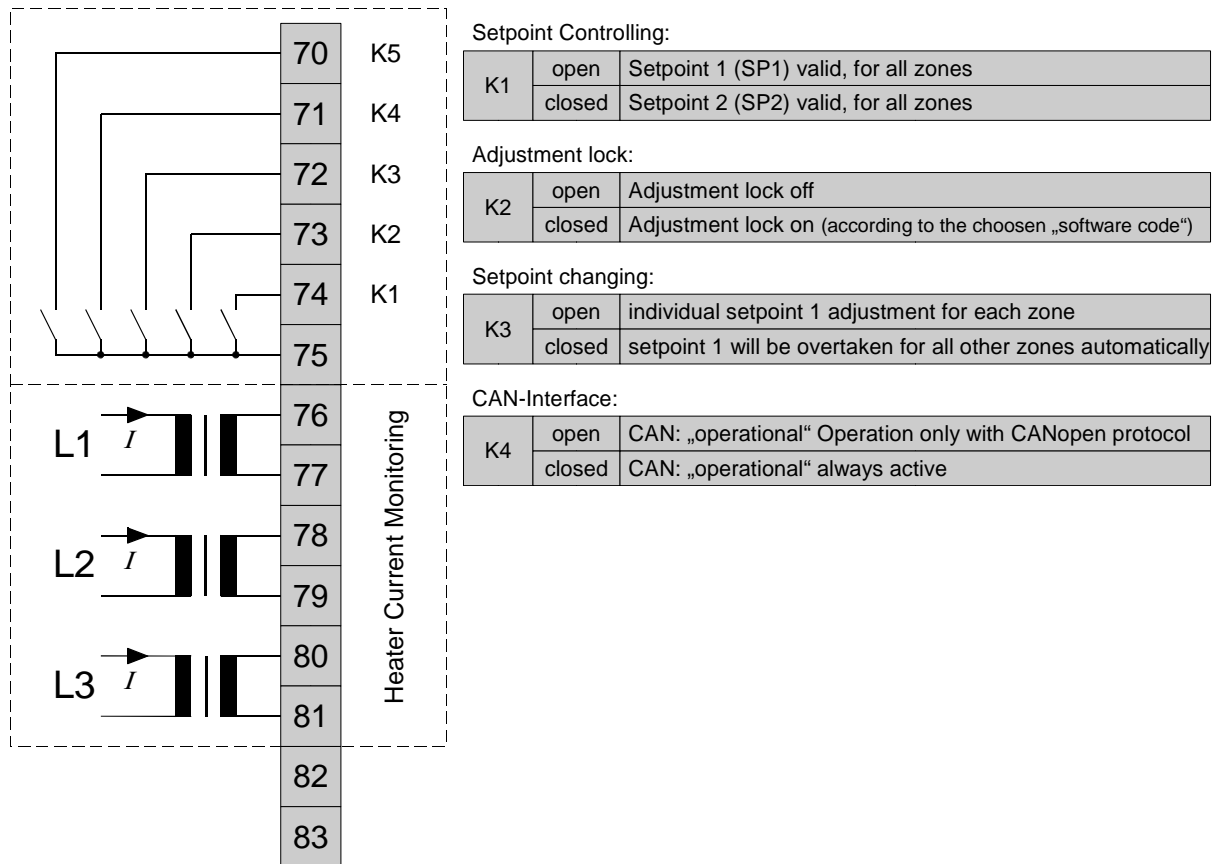 70 K5
71 K4
72 K3
73 K2
74 K1
75
76
77
78
79
80
81
82
83
L1 I
L2 I
L3 I
Heater Current Monitoring
Setpoint Controlling:
K1
open Setpoint 1 (SP1) valid, for all zones
closed Setpoint 2 (SP2) valid, for all zones
Adjustment lock:
K2
open Adjustment lock off
closed Adjustment lock on (according to the choosen „software code“)
Setpoint changing:
K3
open individual setpoint 1 adjustment for each zone
closed setpoint 1 will be overtaken for all other zones automatically
CAN-Interface:
K4
open CAN: „operational“ Operation only with CANopen protocol
closed CAN: „operational“ always active